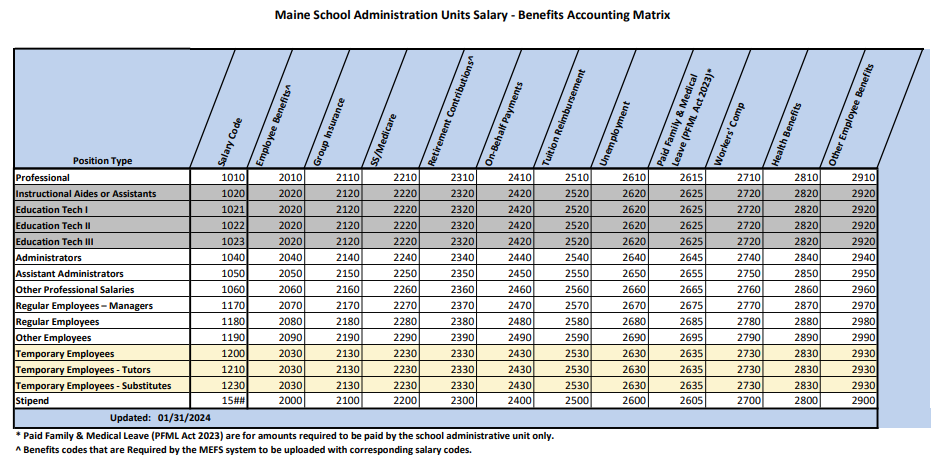 Maine School Administration Units Salary - Benefits Accounting Matrix
Position Type Salary Code Employee Benefits^ Group Insurance SS/Medicare Retirement Contributions^ On-Behalf Payments Tuition Reimbursement Unemployment Paid Family & Medical Leave (PFML Act 2023)* Workers' Comp Health Benefits Other Employee Benefits
Professional 1010 2010 2110 2210 2310 2410 2510 2610 2615 2710 2810 2910
Instructional Aides or Assistants 1020 2020 2120 2220 2320 2420 2520 2620 2625 2720 2820 2920
Education Tech I 1021 2020 2120 2220 2320 2420 2520 2620 2625 2720 2820 2920
Education Tech II 1022 2020 2120 2220 2320 2420 2520 2620 2625 2720 2820 2920
Education Tech III 1023 2020 2120 2220 2320 2420 2520 2620 2625 2720 2820 2920
Administrators 1040 2040 2140 2240 2340 2440 2540 2640 2645 2740 2840 2940
Assistant Administrators 1050 2050 2150 2250 2350 2450 2550 2650 2655 2750 2850 2950
Other Professional Salaries 1060 2060 2160 2260 2360 2460 2560 2660 2665 2760 2860 2960
Regular Employees – Managers 1170 2070 2170 2270 2370 2470 2570 2670 2675 2770 2870 2970
Regular Employees 1180 2080 2180 2280 2380 2480 2580 2680 2685 2780 2880 2980
Other Employees 1190 2090 2190 2290 2390 2490 2590 2690 2695 2790 2890 2990
Temporary Employees 1200 2030 2130 2230 2330 2430 2530 2630 2635 2730 2830 2930
Temporary Employees - Tutors 1210 2030 2130 2230 2330 2430 2530 2630 2635 2730 2830 2930
Temporary Employees - Substitutes 1230 2030 2130 2230 2330 2430 2530 2630 2635 2730 2830 2930
Stipend 15## 2000 2100 2200 2300 2400 2500 2600 2605 2700 2800 2900
Updated: 01/31/2024
* Paid Family & Medical Leave (PFML Act 2023) are for amounts required to be paid by the school administrative unit only.
^ Benefits codes that are Required by the MEFS system to be uploaded with corresponding salary codes.